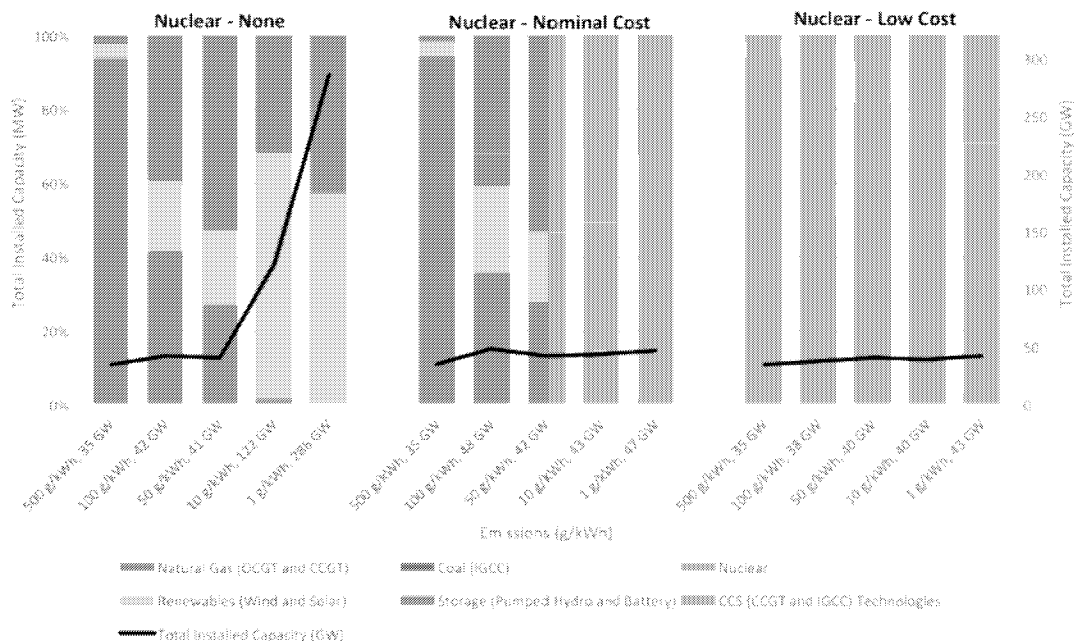 Nuclear - None
Nuclear - Nominal Cost
Nuclear - Low Cost
Total Installed Capacity (MW)
100%
80%
60%
40%
20%
0%
Total Installed Capacity (GW)
300
250
200
150
100
50
0
500 g/kWh, 35 GW
100 g/kWh, 42 GW
50 g/kWh, 41 GW
10 g/kWh, 122 GW
1 g/kWh, 286 GW
500 g/kWh, 35 GW
100 g/kWh, 48 GW
50 g/kWh, 42 GW
10 g/kWh, 43 GW
1 g/kWh, 47 GW
500 g/kWh, 35 GW
100 g/kWh, 38 GW
50 g/kWh, 40 GW
10 g/kWh, 40 GW
1 g/kWh, 43 GW
Emissions (g/kWh)
Natural Gas (OCGT and CCGT)
Coal (IGCC)
Nuclear
Renewables (Wind and Solar)
Storage (Pumped Hydro and Battery)
CCS (CCGT and IGCC) Technologies
Total Installed Capacity (GW)